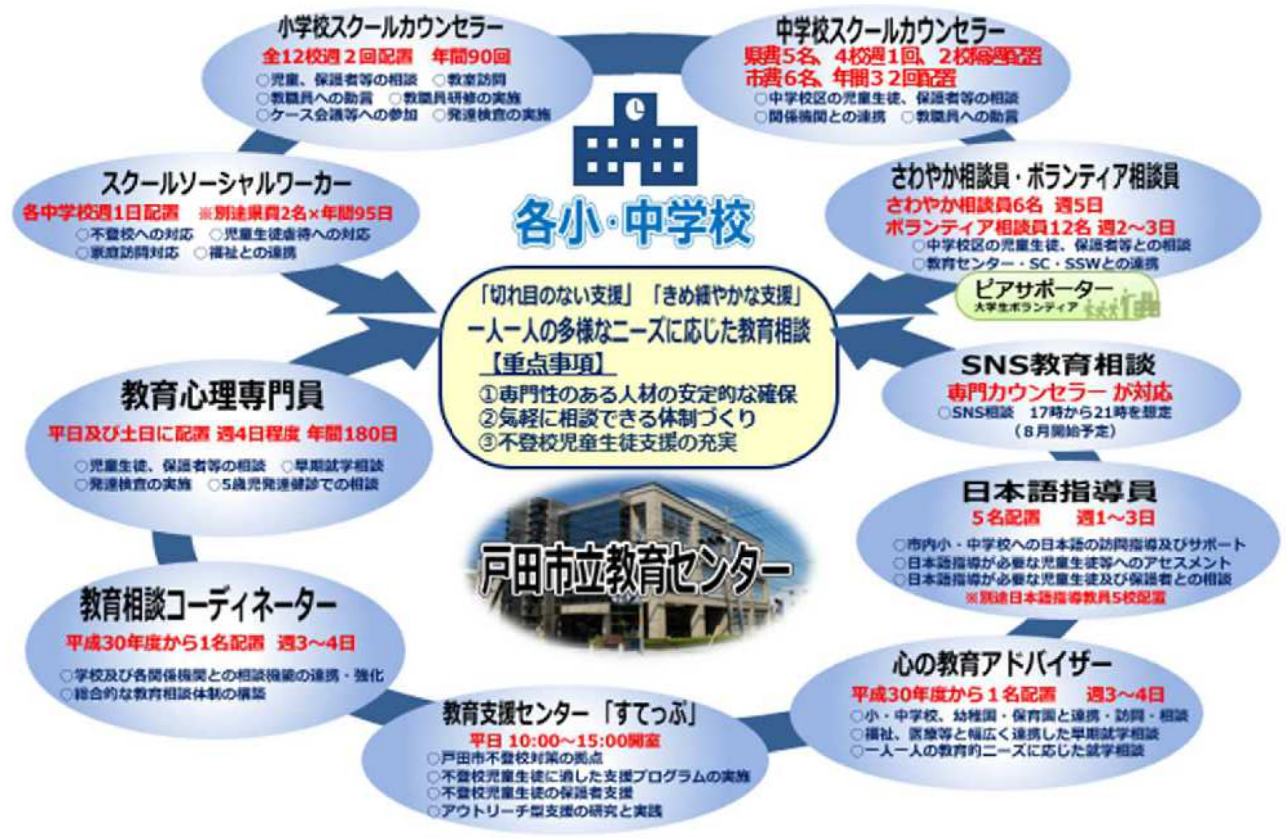 小学校スクールカウンセラー
全12校週2回配置 年間90回
○児童、保護者等の相談 ○教室訪問
○教職員への助言 ○教職員研修の実施
○ケース会議等への参加 ○発達検査の実施
中学校スクールカウンセラー
県費5名、4校週1回、2校隔週配置
市費6名、年間32回配置
○中学校区の児童生徒、保護者等の相談
○関係機関との連携 ○教職員への助言
スクールソーシャルワーカー
各中学校週1日配置 ※別途県費2名×年間95日
○不登校への対応 ○児童生徒虐待への対応
○家庭訪問対応 ○福祉との連携
各小・中学校
さわやか相談員・ボランティア相談員
さわやか相談員6名 週5日
ボランティア相談員12名 週2～3日
○中学校区の児童生徒、保護者等との相談
○教育センター・SC・SSWとの連携
ピアサポーター
大学生ボランティア
「切れ目のない支援」「きめ細やかな支援」
一人一人の多様なニーズに応じた教育相談
【重点事項】
①専門性のある人材の安定的な確保
②気軽に相談できる体制づくり
③不登校児童生徒支援の充実
教育心理専門員
平日及び土日に配置 週4日程度 年間180日
○児童生徒、保護者等の相談 ○早期就学相談
○発達検査の実施 ○5歳児発達健診での相談
SNS教育相談
専門カウンセラー が対応
○SNS相談 17時から21時を想定
（8月開始予定）
日本語指導員
5名配置 週1～3日
○市内小・中学校への日本語の訪問指導及びサポート
○日本語指導が必要な児童生徒等へのアセスメント
○日本語指導が必要な児童生徒及び保護者との相談
※別途日本語指導教員5校配置
戸田市立教育センター
教育相談コーディネーター
平成30年度から1名配置 週3～4日
○学校及び各関係機関との相談機能の連携・強化
○総合的な教育相談体制の構築
心の教育アドバイザー
平成30年度から1名配置 週3～4日
○小・中学校、幼稚園・保育園と連携・訪問・相談
○福祉、医療等と幅広く連携した早期就学相談
○一人一人の教育的ニーズに応じた就学相談
教育支援センター「すてっぷ」
平日 10:00～15:00開室
○戸田市不登校対策の拠点
○不登校児童生徒に適した支援プログラムの実施
○不登校児童生徒の保護者支援
○アウトリーチ型支援の研究と実践